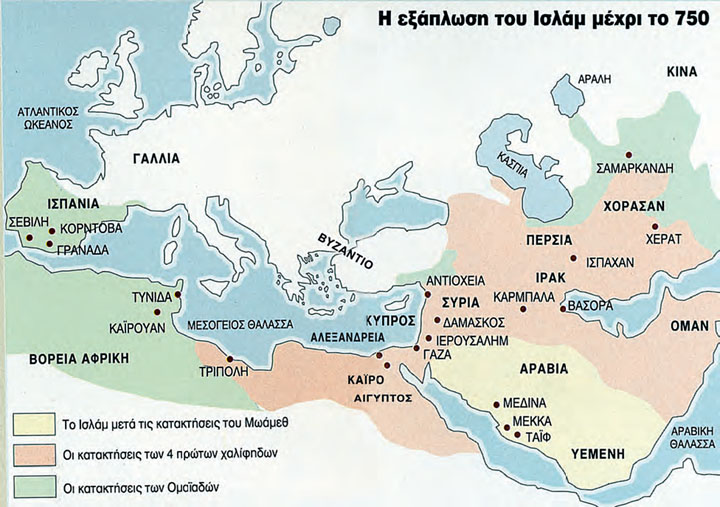 Η εξάπλωση του Ισλάμ μέχρι το 750
ΚΙΝΑ
ΑΡΑΛΗ
ΑΤΛΑΝΤΙΚΟΣ
ΩΚΕΑΝΟΣ
ΓΑΛΛΙΑ
ΚΑΣΠΙΑ
ΣΑΜΑΡΚΑΝΔΗ
ΙΣΠΑΝΙΑ
ΧΟΡΑΣΑΝ
ΣΕΒΙΛΗ
ΚΟΡΝΤΟΒΑ
ΓΡΑΝΑΔΑ
ΒΥΖΑΝΤΙΟ
ΠΕΡΣΙΑ
ΧΕΡΑΤ
ΙΣΠΑΧΑΝ
ΙΡΑΚ
ΑΝΤΙΟΧΕΙΑ
ΤΥΝΙΔΑ
ΣΥΡΙΑ
ΚΑΡΜΠΑΛΑ
ΒΑΣΟΡΑ
ΚΑΪΡΟΥΑΝ
ΜΕΣΟΓΕΙΟΣ ΘΑΛΑΣΣΑ
ΚΥΠΡΟΣ
ΔΑΜΑΣΚΟΣ
ΟΜΑΝ
ΑΛΕΞΑΝΔΡΕΙΑ
ΙΕΡΟΥΣΑΛΗΜ
ΓΑΖΑ
ΒΟΡΕΙΑ ΑΦΡΙΚΗ
ΤΡΙΠΟΛΗ
ΚΑΪΡΟ
ΑΙΓΥΠΤΟΣ
ΑΡΑΒΙΑ
ΜΕΔΙΝΑ
ΜΕΚΚΑ
ΤΑΪΦ
ΥΕΜΕΝΗ
ΑΡΑΒΙΚΗ
ΘΑΛΑΣΣΑ
Το Ισλάμ μετά τις κατακτήσεις του Μωάμεθ
Οι κατακτήσεις των 4 πρώτων χαλίφηδων
Οι κατακτήσεις των Ομαϊαδών